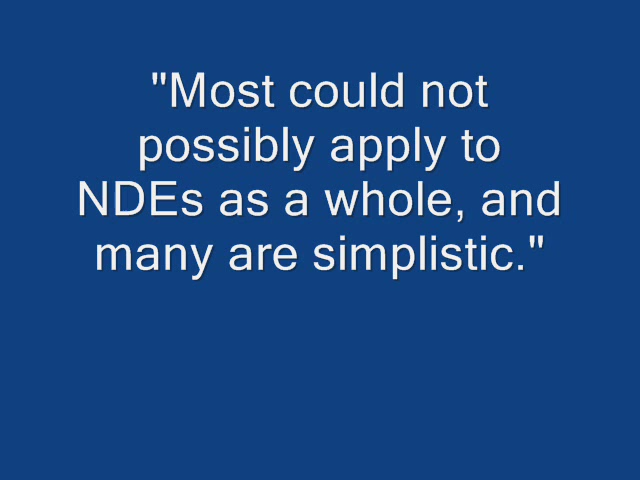 "Most could not
possibly apply to
NDEs as a whole, and
many are simplistic."